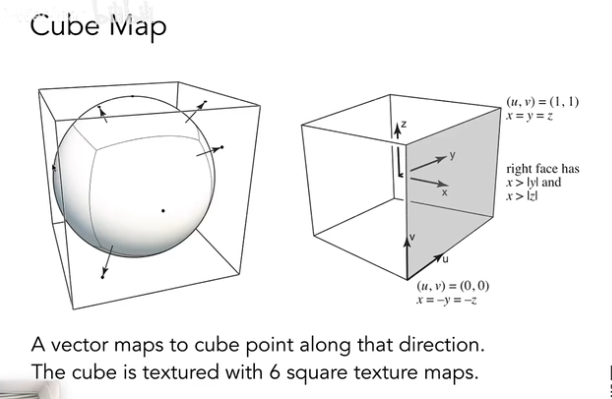 Cube Map
(u, v) = (1, 1)
x = y = z
z
y
x
right face has
x > |y| and
x > |z|
v
u
(u, v) = (0, 0)
x = −y = −z
A vector maps to cube point along that direction.
The cube is textured with 6 square texture maps.